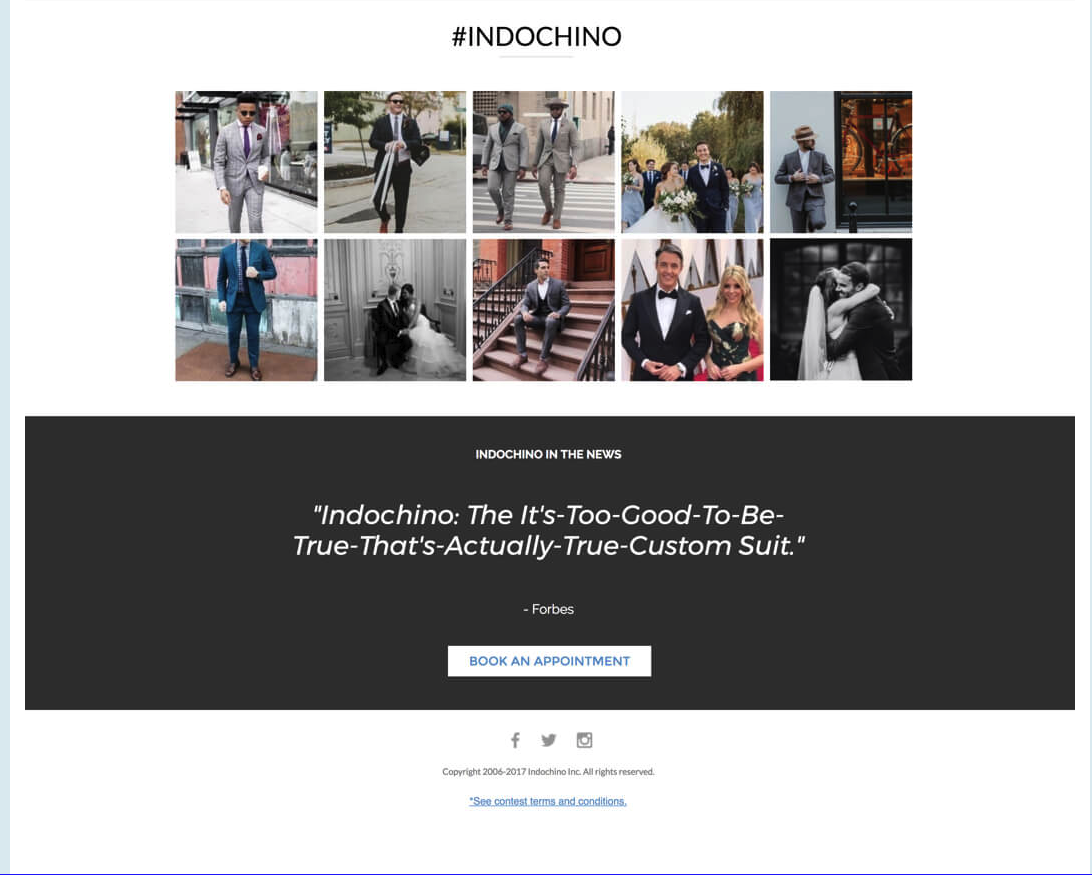 #INDOCHINO
INDOCHINO IN THE NEWS
"Indochino: The It's-Too-Good-To-Be-
True-That's-Actually-True-Custom Suit."
- Forbes
BOOK AN APPOINTMENT
Copyright 2006-2017 Indochino Inc. All rights reserved.
*See contest terms and conditions.